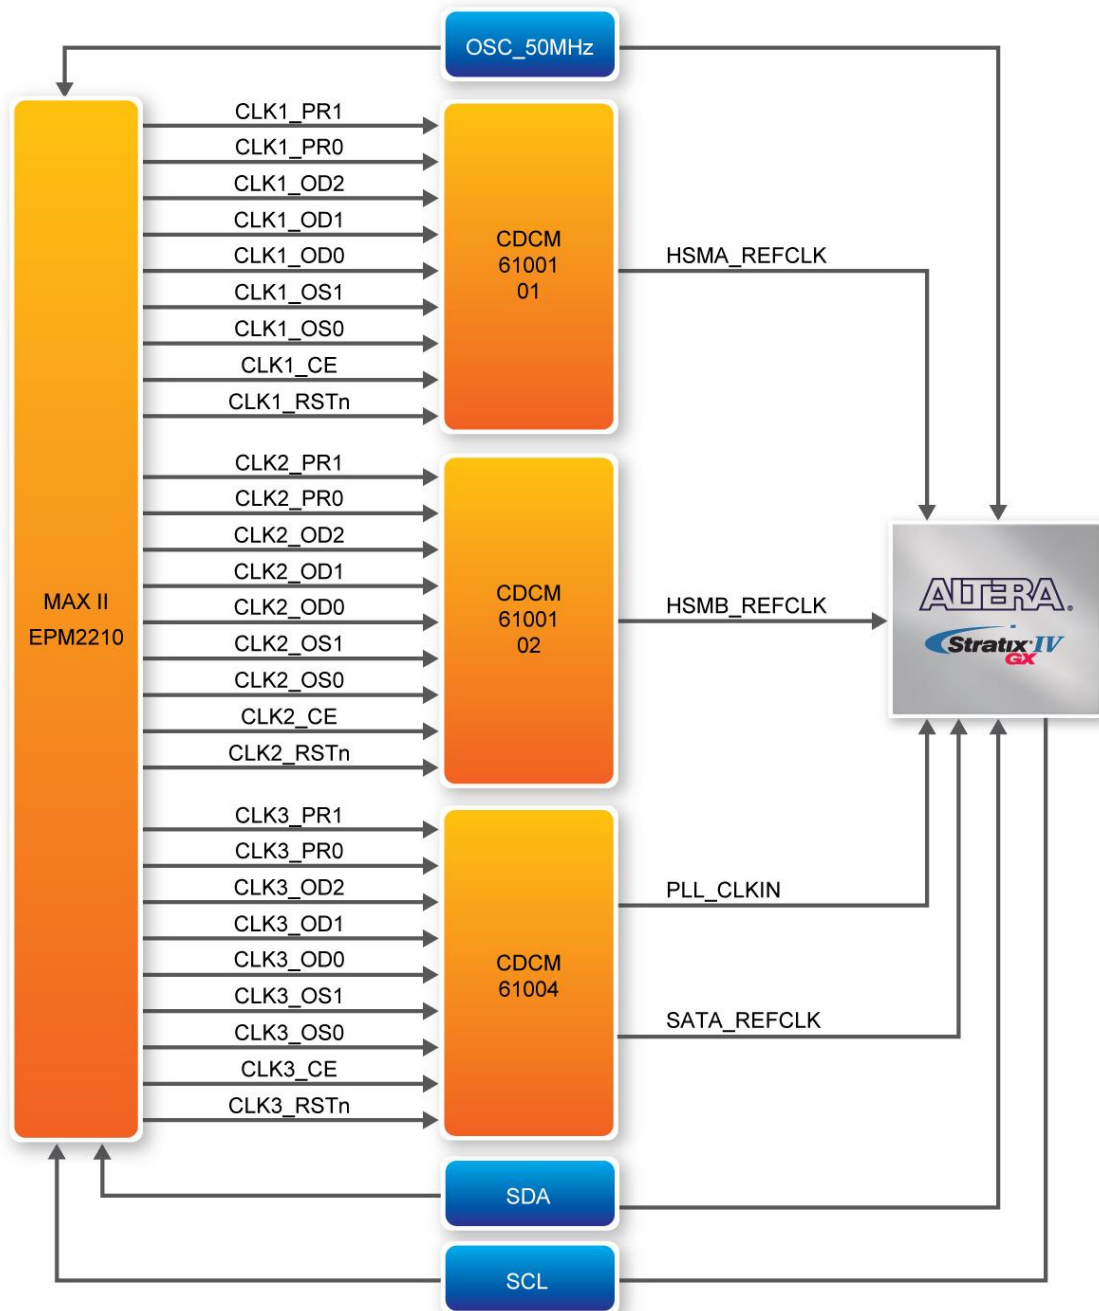 OSC_50MHz
CLK1_PR1
CLK1_PR0
CLK1_OD2
CLK1_OD1
CLK1_OD0
CLK1_OS1
CLK1_OS0
CLK1_CE
CLK1_RSTn
CDCM
61001
01
HSMA_REFCLK
MAX II
EPM2210
CLK2_PR1
CLK2_PR0
CLK2_OD2
CLK2_OD1
CLK2_OD0
CLK2_OS1
CLK2_OS0
CLK2_CE
CLK2_RSTn
CDCM
61001
02
HSMB_REFCLK
ALTERA®
Stratix® IV
GX
CLK3_PR1
CLK3_PR0
CLK3_OD2
CLK3_OD1
CLK3_OD0
CLK3_OS1
CLK3_OS0
CLK3_CE
CLK3_RSTn
CDCM
61004
PLL_CLKIN
SATA_REFCLK
SDA
SCL